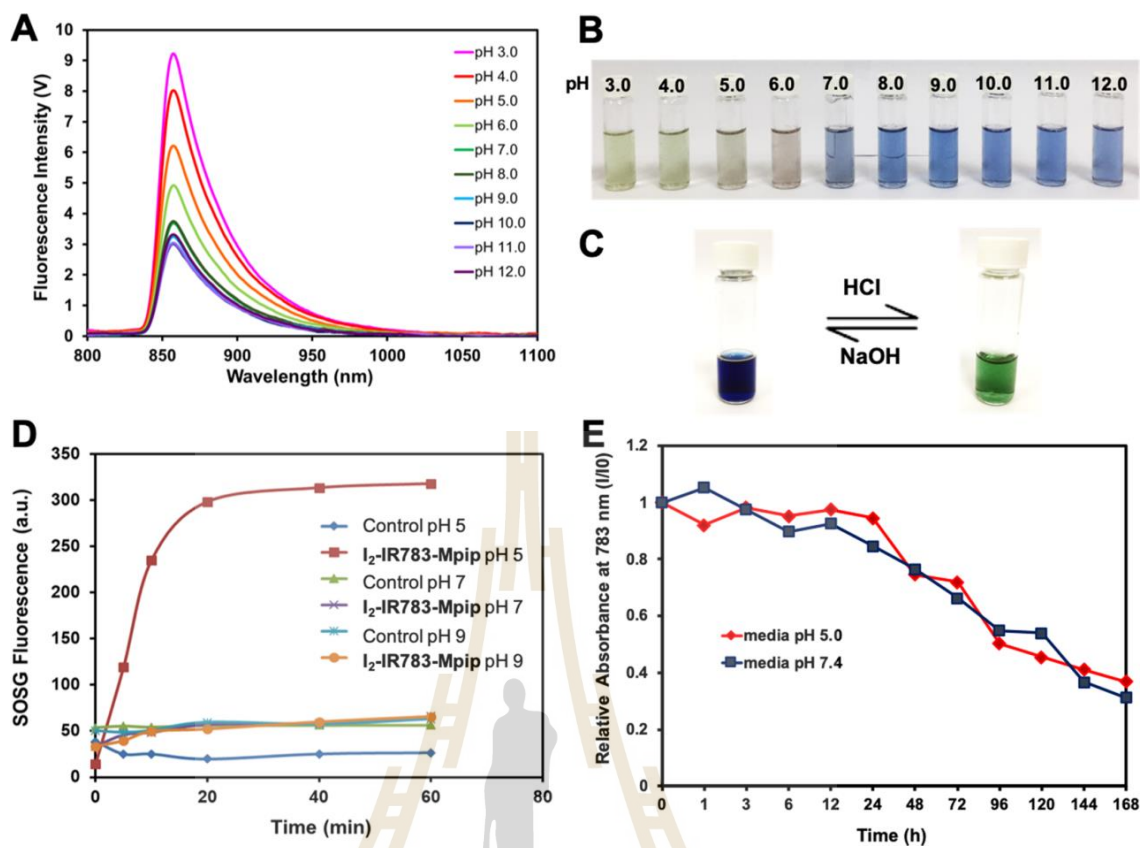 A
Fluorescence Intensity (V)
10
9
8
7
6
5
4
3
2
1
0
800
850
900
950
1000
1050
1100
Wavelength (nm)
pH 3.0
pH 4.0
pH 5.0
pH 6.0
pH 7.0
pH 8.0
pH 9.0
pH 10.0
pH 11.0
pH 12.0
B
pH 3.0 4.0 5.0 6.0 7.0 8.0 9.0 10.0 11.0 12.0
C
HCl
NaOH
D
SOSG Fluorescence (a.u.)
350
300
250
200
150
100
50
0
0 20 40 60 80
Time (min)
Control pH 5
I₂-IR783-Mpip pH 5
Control pH 7
I₂-IR783-Mpip pH 7
Control pH 9
I₂-IR783-Mpip pH 9
E
Relative Absorbance at 783 nm (I/I0)
1.2
1
0.8
0.6
0.4
0.2
0
0 1 3 6 12 24 48 72 96 120 144 168
Time (h)
media pH 5.0
media pH 7.4